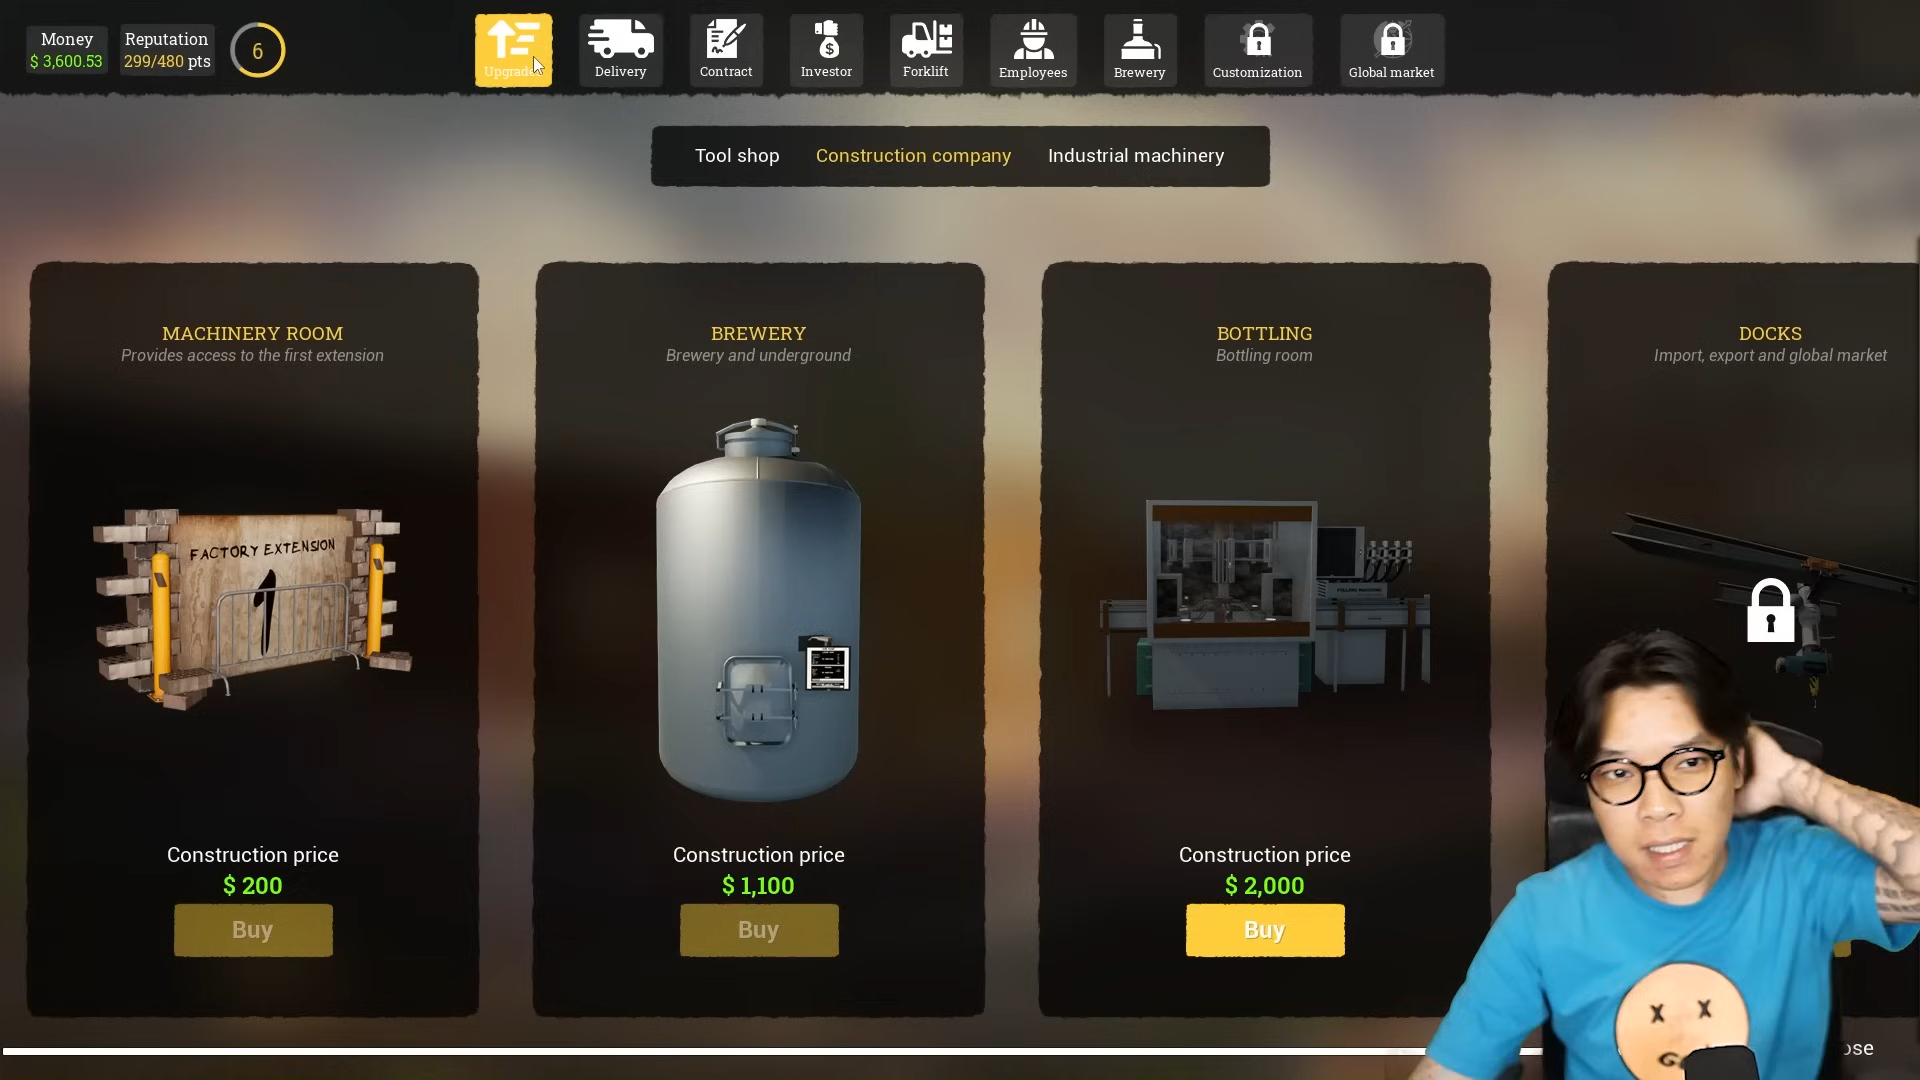 Money
$ 3,600.53
Reputation
299/480 pts
6
Delivery
Contract
Investor
Forklift
Employees
Brewery
Customization
Global market
Tool shop
Construction company
Industrial machinery
MACHINERY ROOM
Provides access to the first extension
FACTORY EXTENSION
1
Construction price
$ 200
Buy
BREWERY
Brewery and underground
Construction price
$ 1,100
Buy
BOTTLING
Bottling room
Construction price
$ 2,000
Buy
DOCKS
Import, export and global market
x x